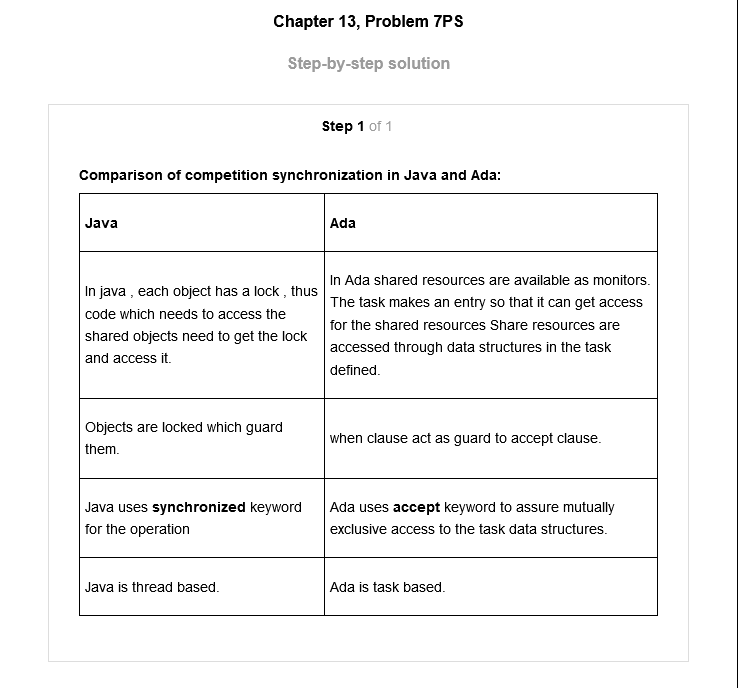 Chapter 13, Problem 7PS
Step-by-step solution
Step 1 of 1
Comparison of competition synchronization in Java and Ada:
Java
Ada
In java , each object has a lock , thus
code which needs to access the
shared objects need to get the lock
and access it.
In Ada shared resources are available as monitors.
The task makes an entry so that it can get access
for the shared resources Share resources are
accessed through data structures in the task
defined.
Objects are locked which guard
them.
when clause act as guard to accept clause.
Java uses synchronized keyword
for the operation
Ada uses accept keyword to assure mutually
exclusive access to the task data structures.
Java is thread based.
Ada is task based.